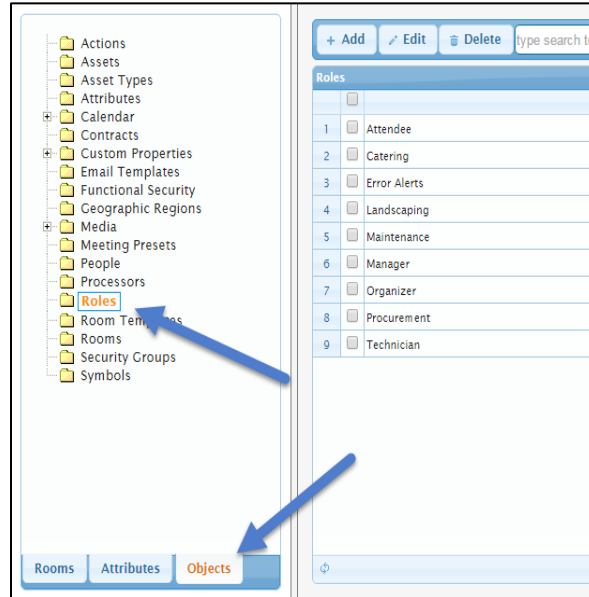 Actions
Assets
Asset Types
Attributes
Calendar
Contracts
Custom Properties
Email Templates
Functional Security
Geographic Regions
Media
Meeting Presets
People
Processors
Roles
Room Templates
Rooms
Security Groups
Symbols
Rooms Attributes Objects
+ Add Edit Delete type search t
Roles
1 Attendee
2 Catering
3 Error Alerts
4 Landscaping
5 Maintenance
6 Manager
7 Organizer
8 Procurement
9 Technician